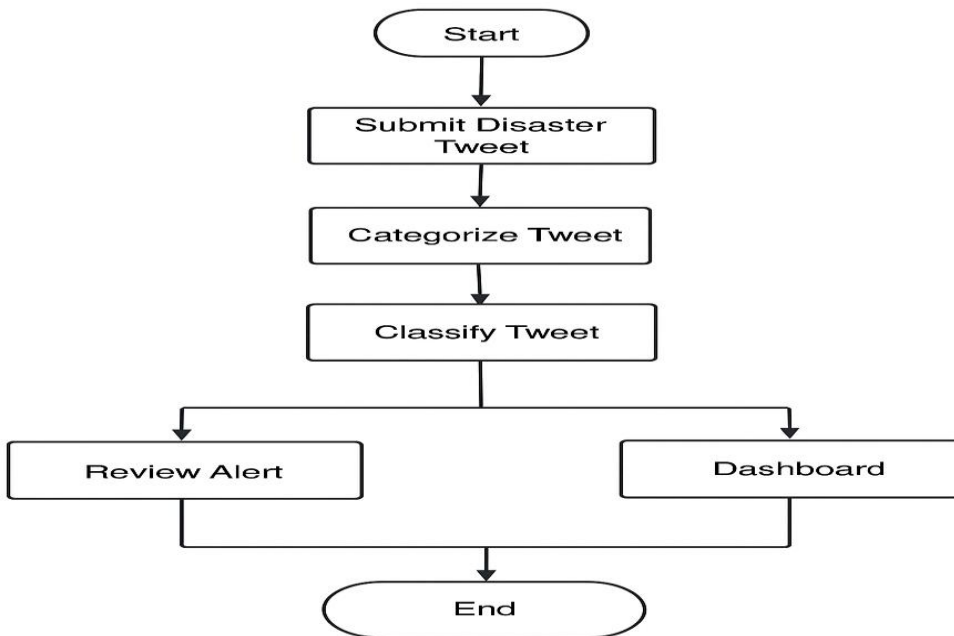 Start
Submit Disaster
Tweet
Categorize Tweet
Classify Tweet
Review Alert
Dashboard
End